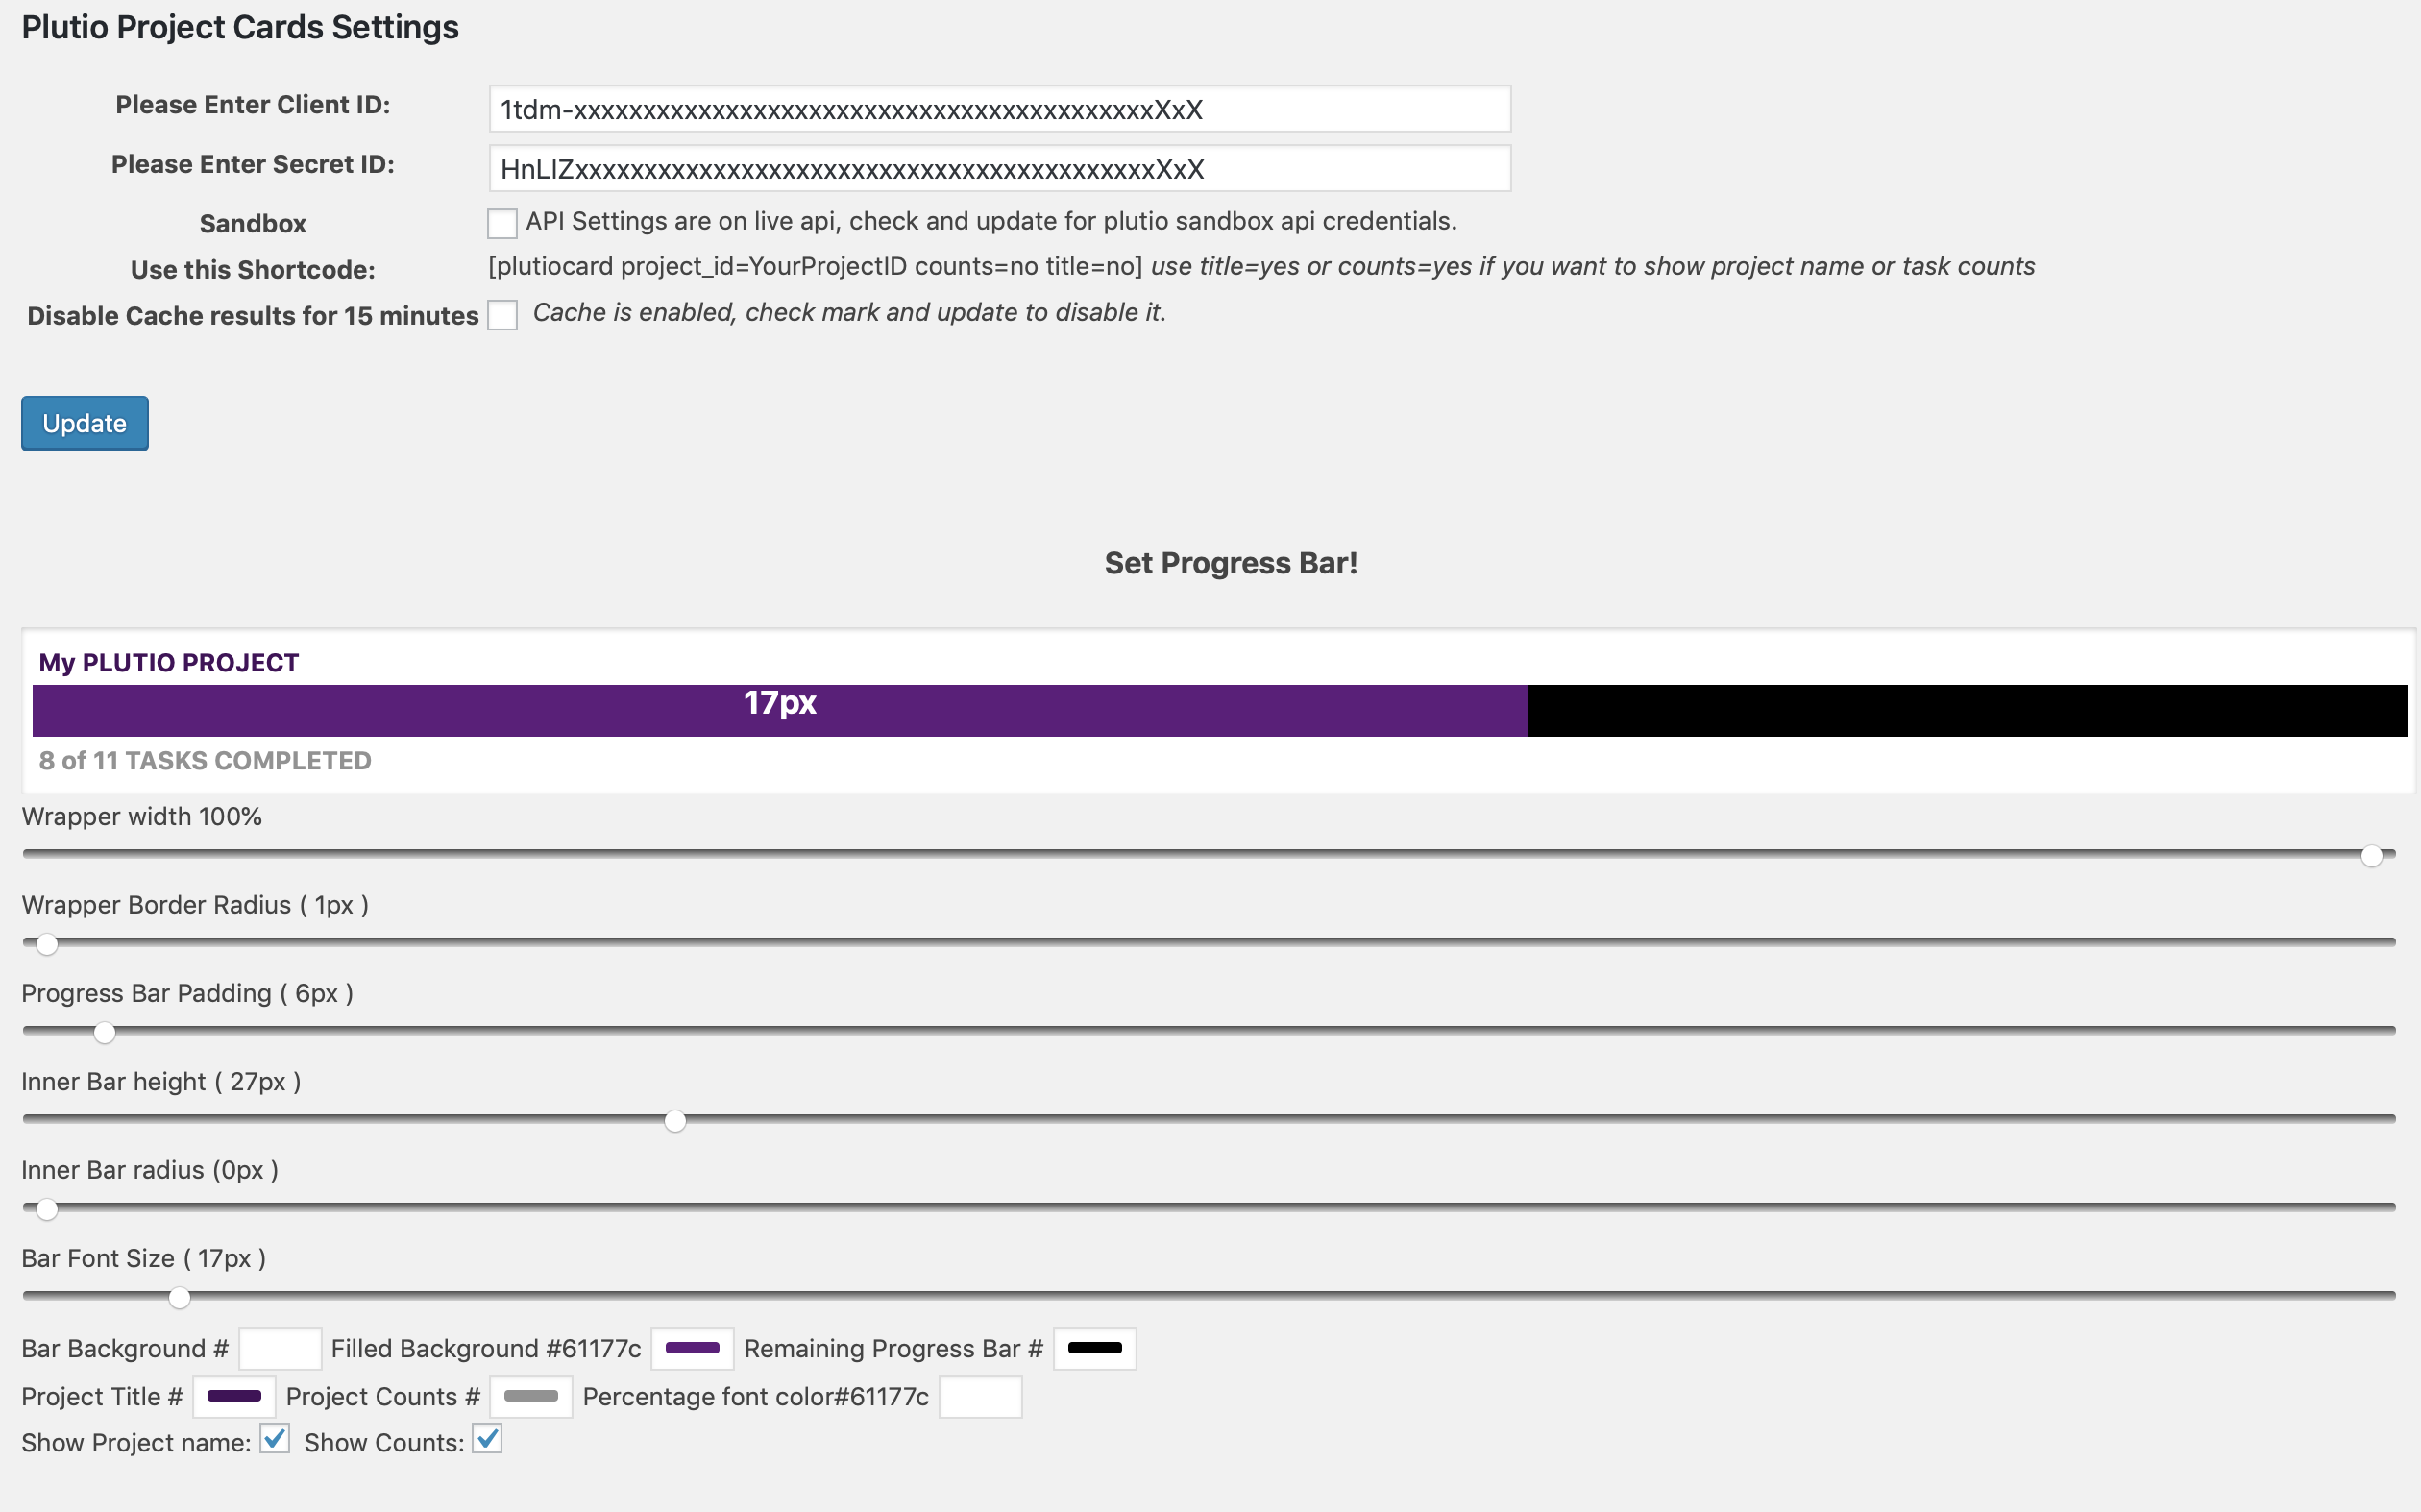 Plutio Project Cards Settings
Please Enter Client ID: 1tdm-xxxxxxxxxxxxxxxxxxxxxxxxxxxxxxxxxxxxxxxxxxXxX
Please Enter Secret ID: HnLlZxxxxxxxxxxxxxxxxxxxxxxxxxxxxxxxxxxxxxxxxxxXxX
Sandbox API Settings are on live api, check and update for plutio sandbox api credentials.
Use this Shortcode: [plutiocard project_id=YourProjectID counts=no title=no] use title=yes or counts=yes if you want to show project name or task counts
Disable Cache results for 15 minutes Cache is enabled, check mark and update to disable it.
Update
Set Progress Bar!
My PLUTIO PROJECT
17px
8 of 11 TASKS COMPLETED
Wrapper width 100%
Wrapper Border Radius ( 1px )
Progress Bar Padding ( 6px )
Inner Bar height ( 27px )
Inner Bar radius (0px )
Bar Font Size ( 17px )
Bar Background # Filled Background #61177c Remaining Progress Bar #
Project Title # Project Counts # Percentage font color#61177c
Show Project name: Show Counts: